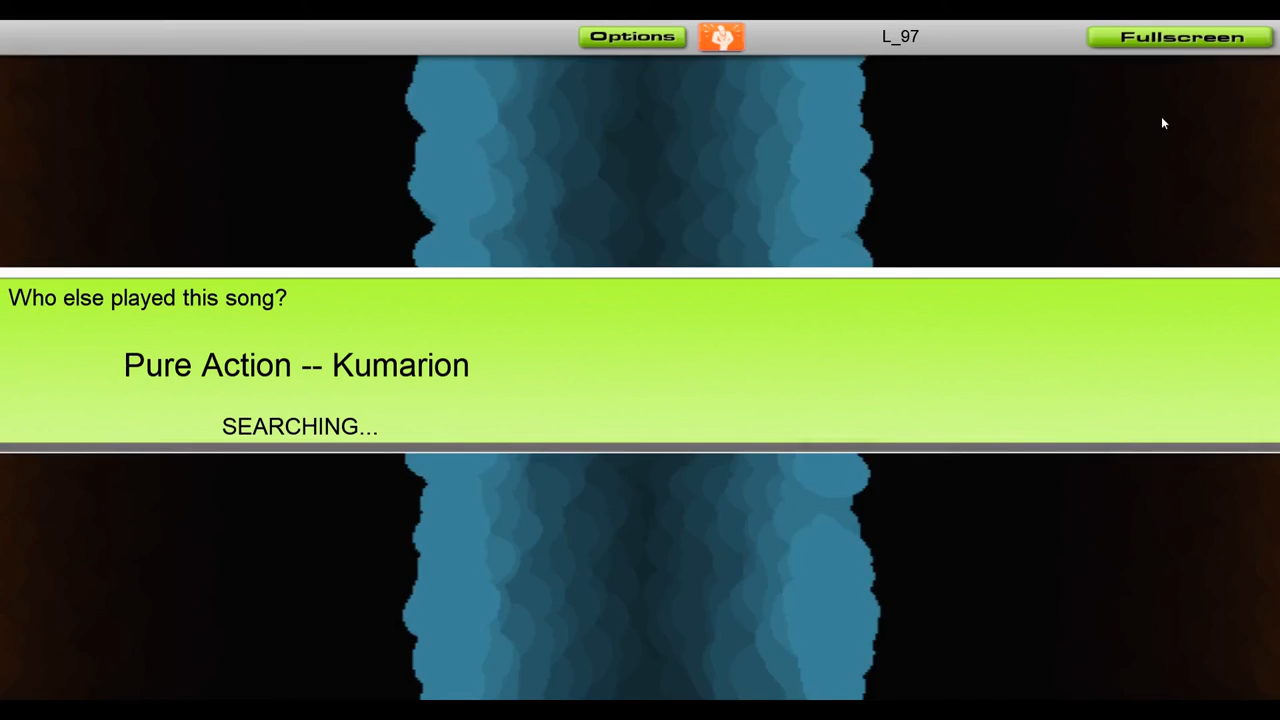 Options
L_97
Fullscreen
Who else played this song?
Pure Action -- Kumarion
SEARCHING...